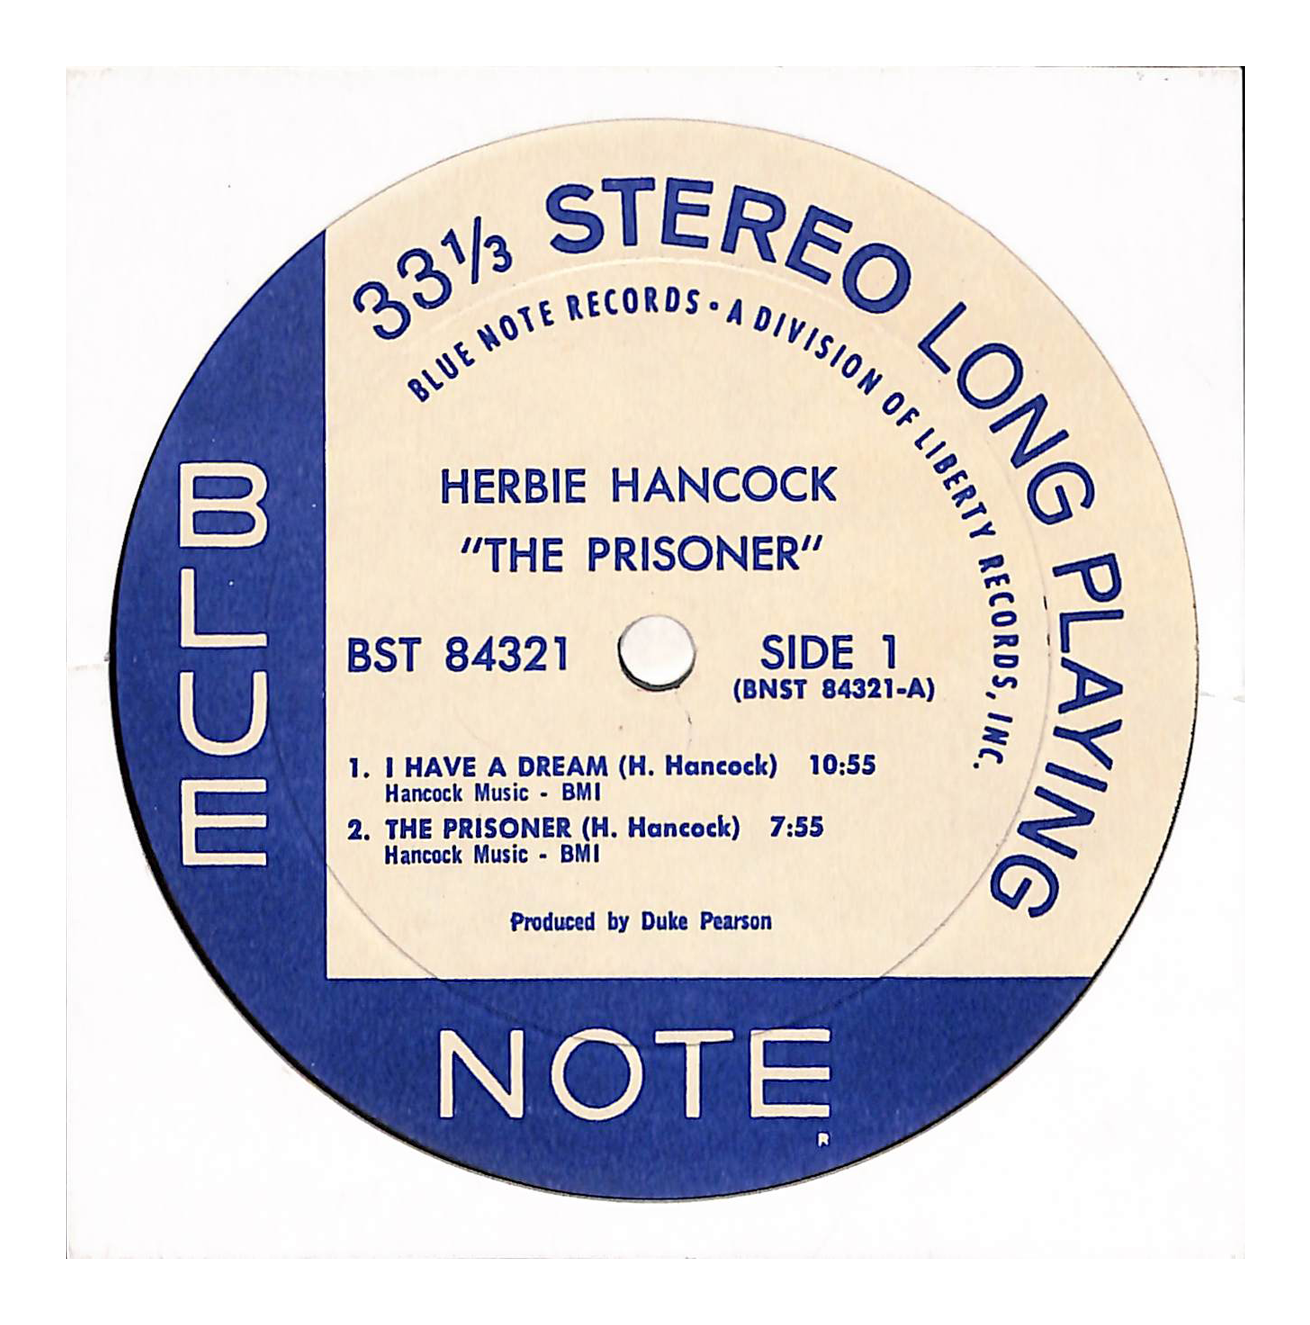 33⅓ STEREO LONG PLAYING
BLUE NOTE RECORDS • A DIVISION OF LIBERTY RECORDS, INC.
HERBIE HANCOCK
"THE PRISONER"
BST 84321
SIDE 1
(BNST 84321-A)
1. I HAVE A DREAM (H. Hancock) 10:55
Hancock Music - BMI
2. THE PRISONER (H. Hancock) 7:55
Hancock Music - BMI
Produced by Duke Pearson
BLUE
NOTE
R